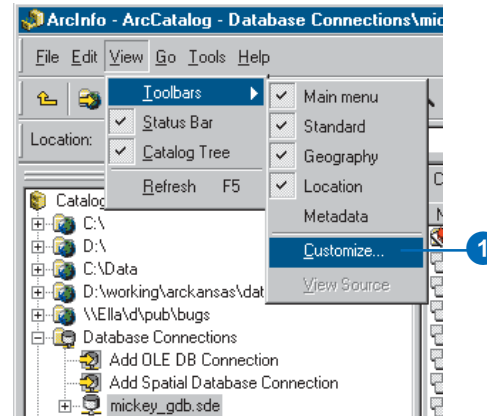 ArcInfo - ArcCatalog - Database Connections\mic
File Edit View Go Tools Help
Toolbars
Status Bar
Catalog Tree
Refresh F5
Main menu
Standard
Geography
Location
Metadata
Customize...
View Source
1
Location:
Catalog
C:\
D:\
C:\Data
D:\working\arckansas\dat
\\Ella\d\pub\bugs
Database Connections
Add OLE DB Connection
Add Spatial Database Connection
mickey_gdb.sde